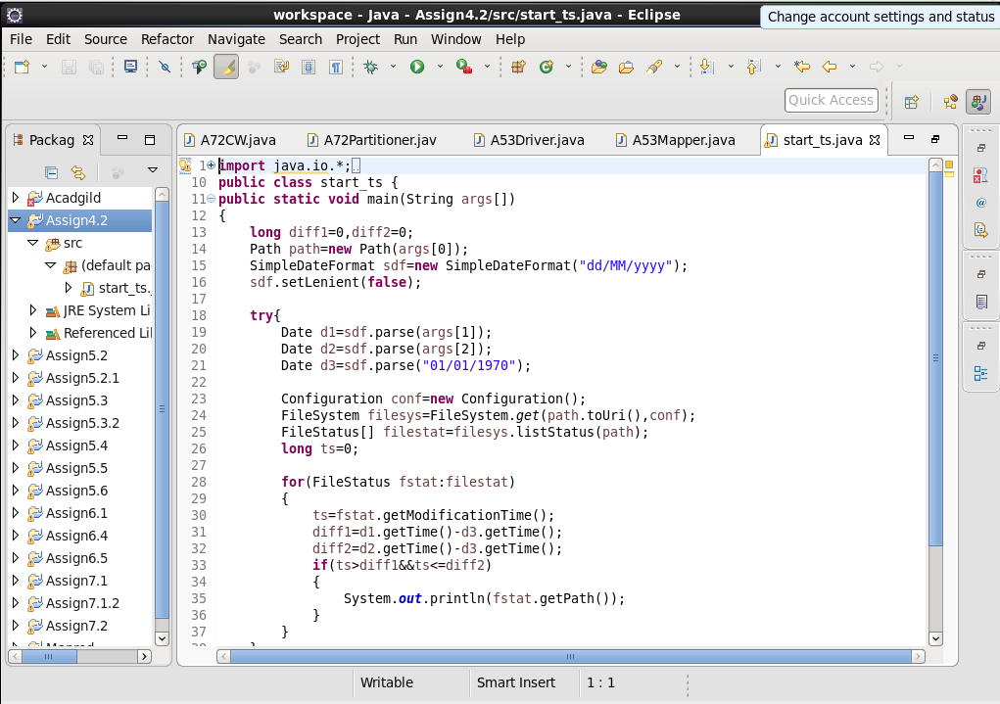 workspace - Java - Assign4.2/src/start_ts.java - Eclipse
Change account settings and status
File Edit Source Refactor Navigate Search Project Run Window Help
Quick Access
Packag
A72CW.java A72Partitioner.jav A53Driver.java A53Mapper.java start_ts.java
Acadgild
Assign4.2
src
(default pa
start_ts.
JRE System Li
Referenced Lil
Assign5.2
Assign5.2.1
Assign5.3
Assign5.3.2
Assign5.4
Assign5.5
Assign5.6
Assign6.1
Assign6.4
Assign6.5
Assign7.1
Assign7.1.2
Assign7.2
1 import java.io.*;
10 public class start_ts {
11 public static void main(String args[])
12 {
13 long diff1=0,diff2=0;
14 Path path=new Path(args[0]);
15 SimpleDateFormat sdf=new SimpleDateFormat("dd/MM/yyyy");
16 sdf.setLenient(false);
17
18 try{
19 Date d1=sdf.parse(args[1]);
20 Date d2=sdf.parse(args[2]);
21 Date d3=sdf.parse("01/01/1970");
22
23 Configuration conf=new Configuration();
24 FileSystem filesys=FileSystem.get(path.toUri(),conf);
25 FileStatus[] filestat=filesys.listStatus(path);
26 long ts=0;
27
28 for(FileStatus fstat:filestat)
29 {
30 ts=fstat.getModificationTime();
31 diff1=d1.getTime()-d3.getTime();
32 diff2=d2.getTime()-d3.getTime();
33 if(ts>diff1&&ts<=diff2)
34 {
35 System.out.println(fstat.getPath());
36 }
37 }
Writable Smart Insert 1 : 1